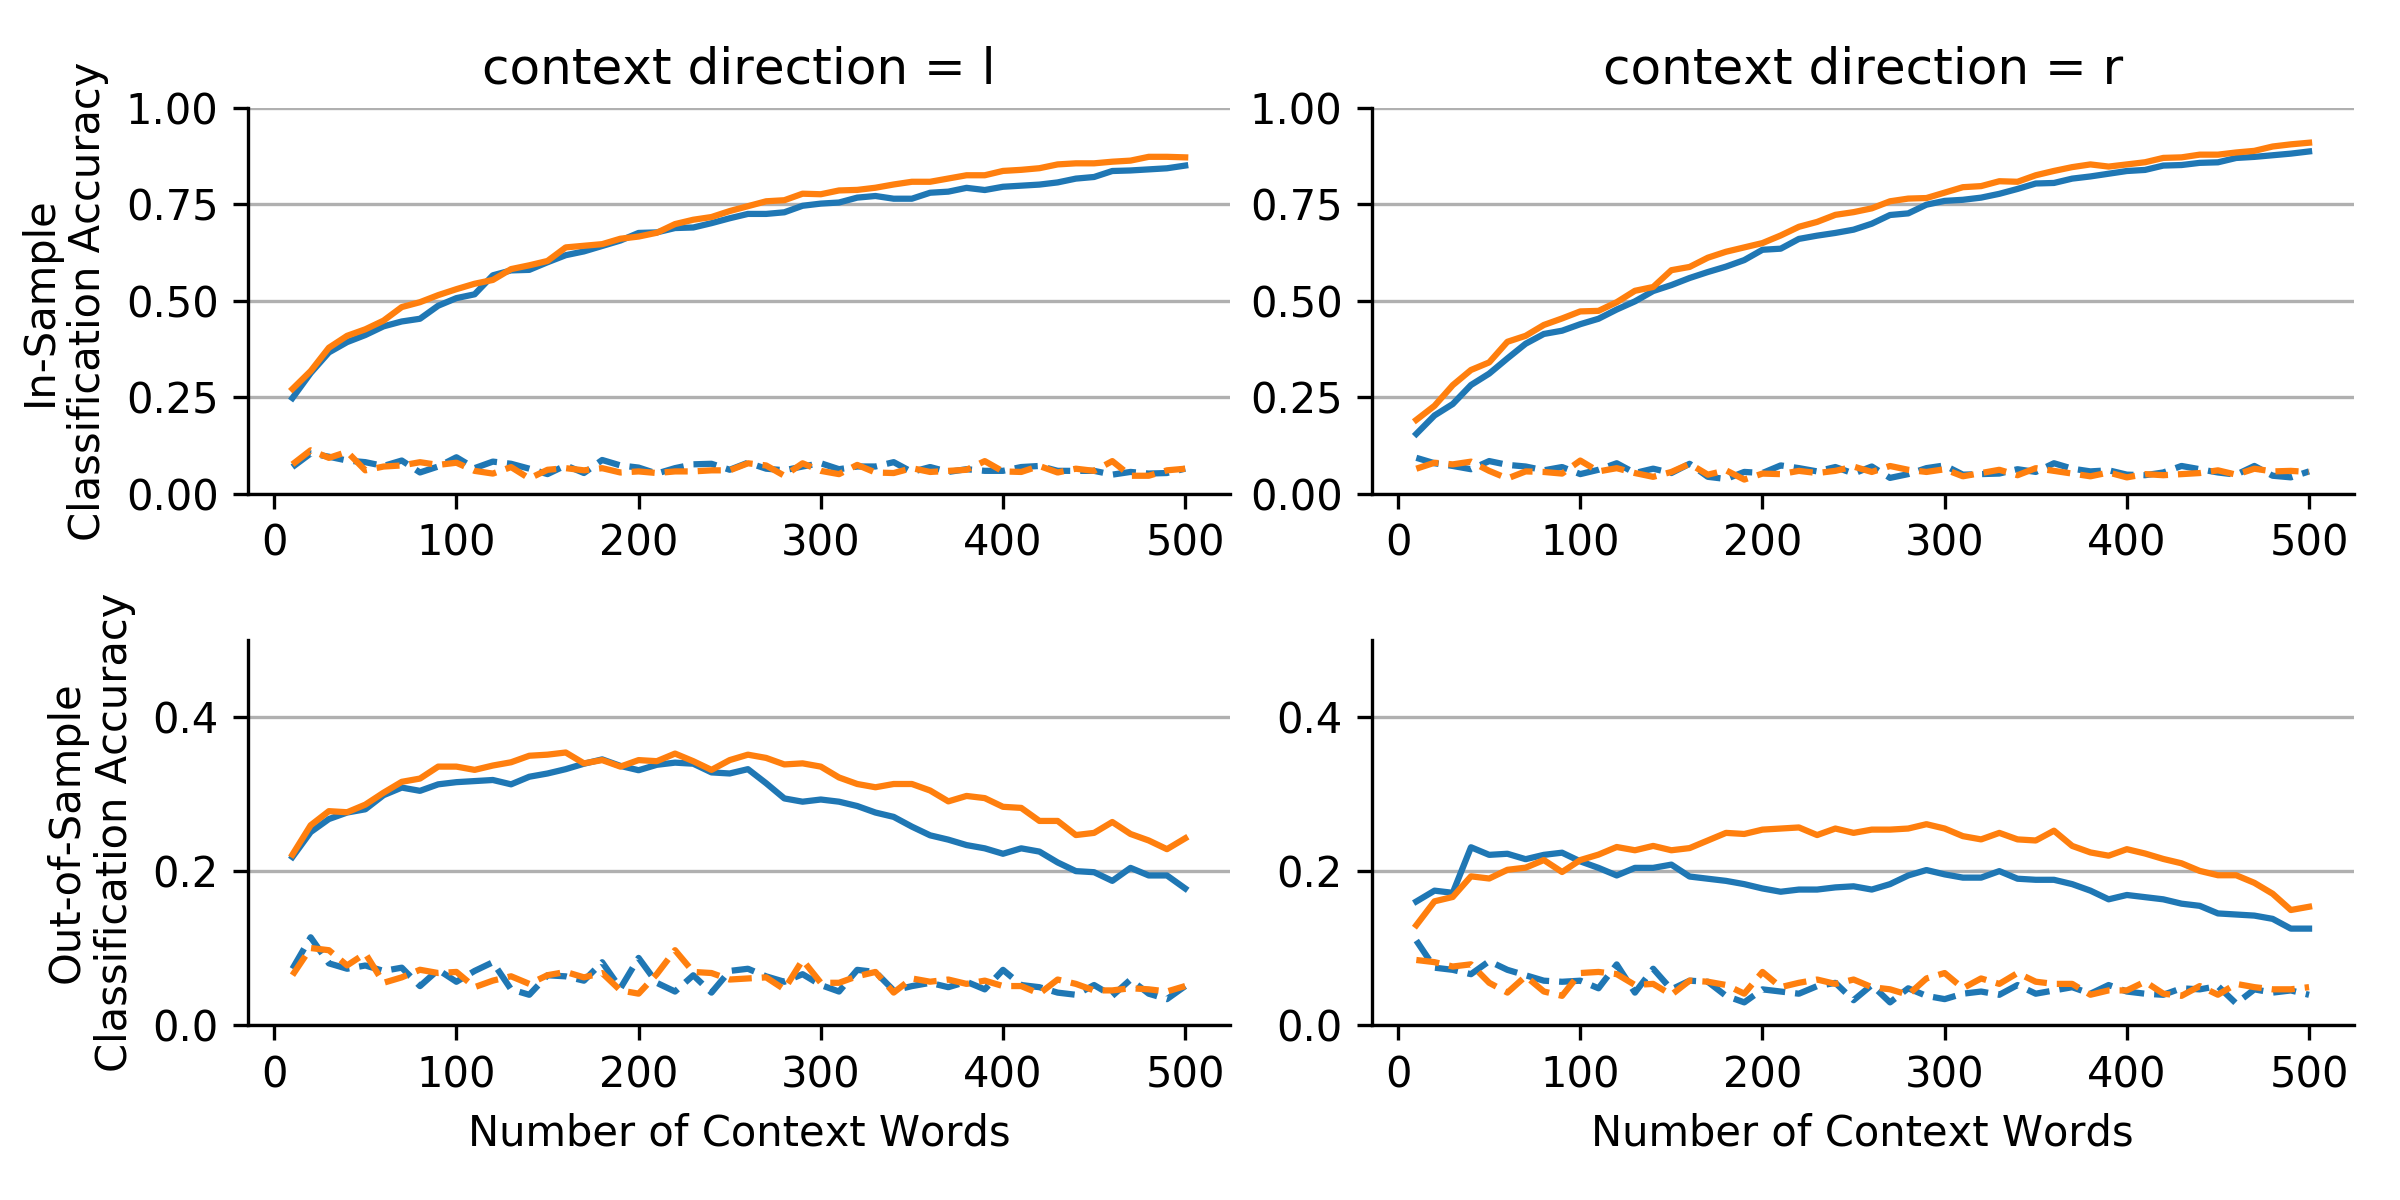 context direction = l
context direction = r
In-Sample
Classification Accuracy
1.00
0.75
0.50
0.25
0.00
0 100 200 300 400 500
1.00
0.75
0.50
0.25
0.00
0 100 200 300 400 500
Out-of-Sample
Classification Accuracy
0.4
0.2
0.0
0 100 200 300 400 500
Number of Context Words
0.4
0.2
0.0
0 100 200 300 400 500
Number of Context Words